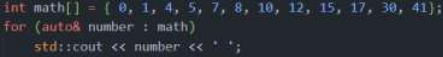 int math[] = { 0, 1, 4, 5, 7, 8, 10, 12, 15, 17, 30, 41};
for (auto& number : math)
    std::cout << number << ' ';